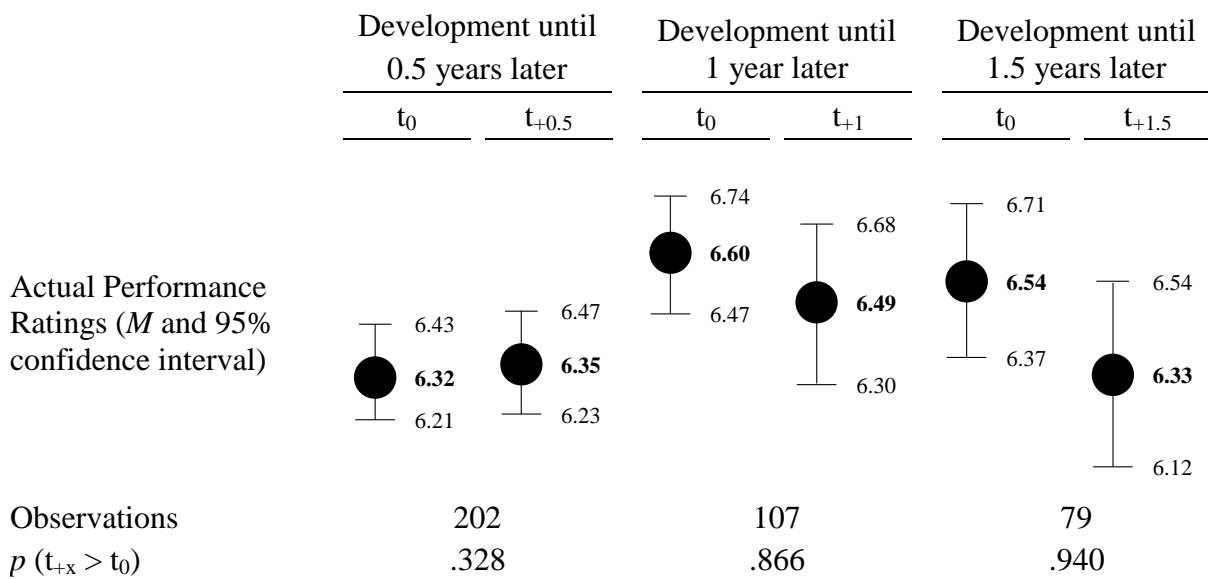 Development until
0.5 years later
Development until
1 year later
Development until
1.5 years later
t0 t+0.5 t0 t+1 t0 t+1.5
Actual Performance
Ratings (M and 95%
confidence interval)
6.43
6.32
6.21
6.47
6.35
6.23
6.74
6.60
6.47
6.68
6.49
6.30
6.71
6.54
6.37
6.54
6.33
6.12
Observations 202 107 79
p (t+x > t0) .328 .866 .940